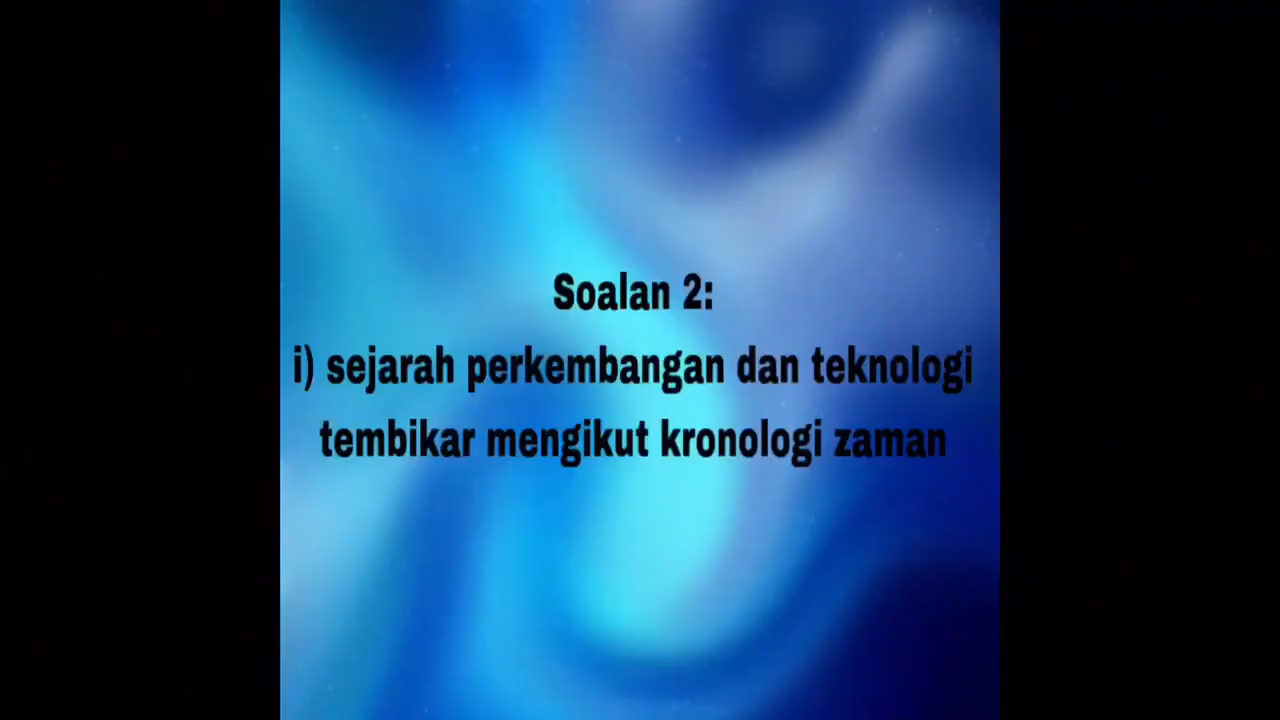 Soalan 2:
i) sejarah perkembangan dan teknologi
tembikar mengikut kronologi zaman